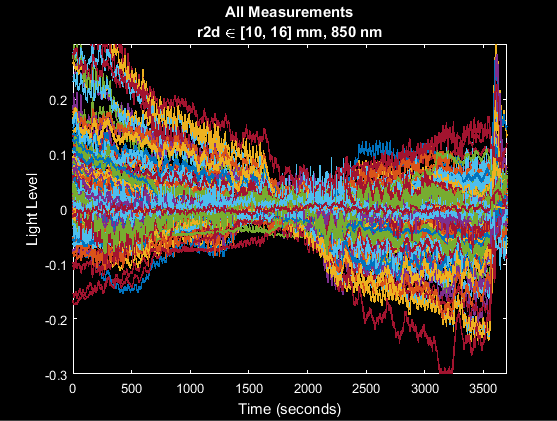 All Measurements
r2d ∈ [10, 16] mm, 850 nm
0.2
0.1
0
-0.1
-0.2
-0.3
Light Level
0 500 1000 1500 2000 2500 3000 3500
Time (seconds)